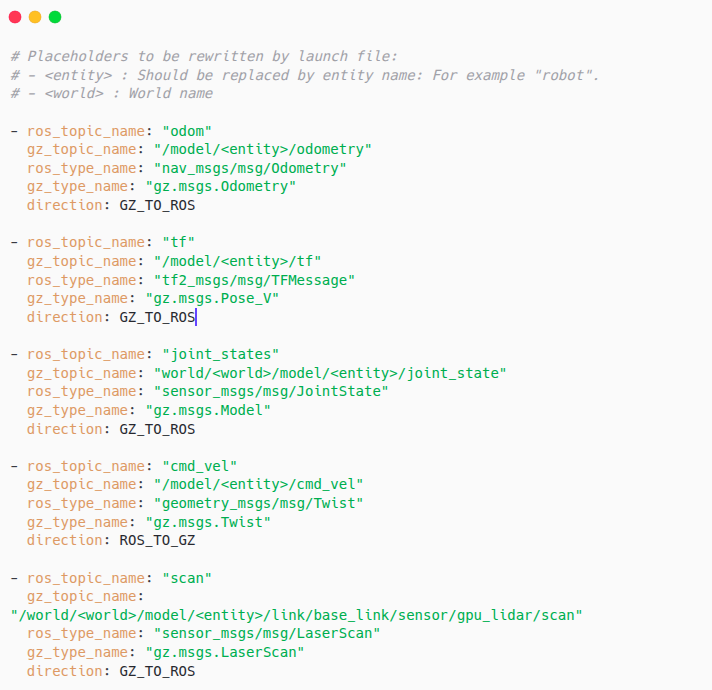 # Placeholders to be rewritten by launch file:
# - <entity> : Should be replaced by entity name: For example "robot".
# - <world> : World name
- ros_topic_name: "odom"
  gz_topic_name: "/model/<entity>/odometry"
  ros_type_name: "nav_msgs/msg/Odometry"
  gz_type_name: "gz.msgs.Odometry"
  direction: GZ_TO_ROS
- ros_topic_name: "tf"
  gz_topic_name: "/model/<entity>/tf"
  ros_type_name: "tf2_msgs/msg/TFMessage"
  gz_type_name: "gz.msgs.Pose_V"
  direction: GZ_TO_ROS
- ros_topic_name: "joint_states"
  gz_topic_name: "world/<world>/model/<entity>/joint_state"
  ros_type_name: "sensor_msgs/msg/JointState"
  gz_type_name: "gz.msgs.Model"
  direction: GZ_TO_ROS
- ros_topic_name: "cmd_vel"
  gz_topic_name: "/model/<entity>/cmd_vel"
  ros_type_name: "geometry_msgs/msg/Twist"
  gz_type_name: "gz.msgs.Twist"
  direction: ROS_TO_GZ
- ros_topic_name: "scan"
  gz_topic_name:
"/world/<world>/model/<entity>/link/base_link/sensor/gpu_lidar/scan"
  ros_type_name: "sensor_msgs/msg/LaserScan"
  gz_type_name: "gz.msgs.LaserScan"
  direction: GZ_TO_ROS